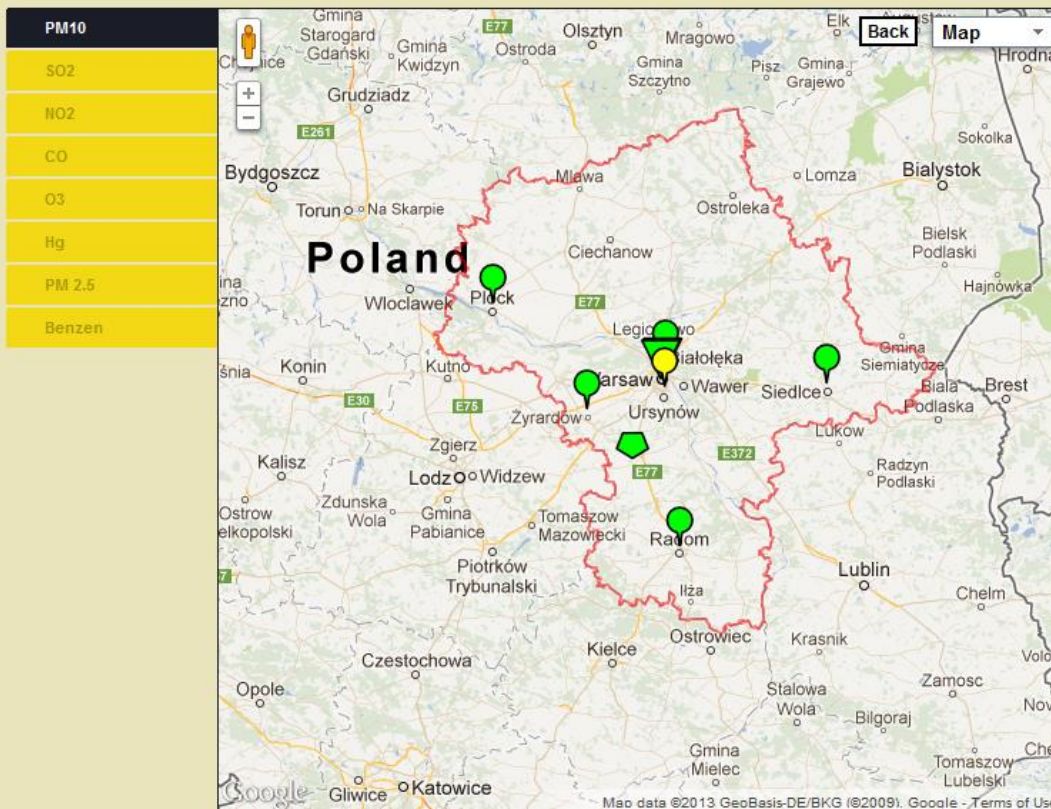 PM10
SO2
NO2
CO
O3
Hg
PM 2.5
Benzen
Back
Map
Gmina
Starogard
Gdański
Gmina
Kwidzyn
E77
Ostroda
Olsztyn
Mragowo
Elk
Gmina
Szczytno
Pisz
Gmina
Grajewo
Hrodna
Grudziadz
E261
Sokolka
Bydgoszcz
Mlawa
Lomza
Bialystok
Torun
Na Skarpie
Ostroleka
Poland
Ciechanow
Bielsk
Podlaski
Hajnówka
Wloclawek
Plock
E77
Białołęka
Gmina
Siemiatycze
Konin
Kutno
Warsaw
Wawer
Siedlce
Biala
Podlaska
Brest
E30
E75
Żyrardów
Ursynów
Lukow
Zgierz
E372
Kalisz
Lodz
Widzew
E77
Radzyn
Podlaski
Zdunska
Wola
Gmina
Pabianice
Ostrow
Tomaszow
Mazowiecki
Radom
Piotrków
Trybunalski
Iłża
Lublin
Chelm
Ostrowiec
Kielce
Krasnik
Czestochowa
Opole
Stalowa
Wola
Zamosc
Bilgoraj
Gmina
Mielec
Tomaszow
Lubelski
Google
Gliwice
Katowice
Map data ©2013 GeoBasis-DE/BKG (©2009), Google - Terms of U